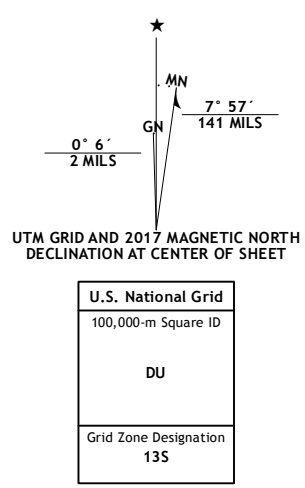 MN
7° 57´
141 MILS
GN
0° 6´
2 MILS
UTM GRID AND 2017 MAGNETIC NORTH
DECLINATION AT CENTER OF SHEET
U.S. National Grid
100,000-m Square ID
DU
Grid Zone Designation
13S